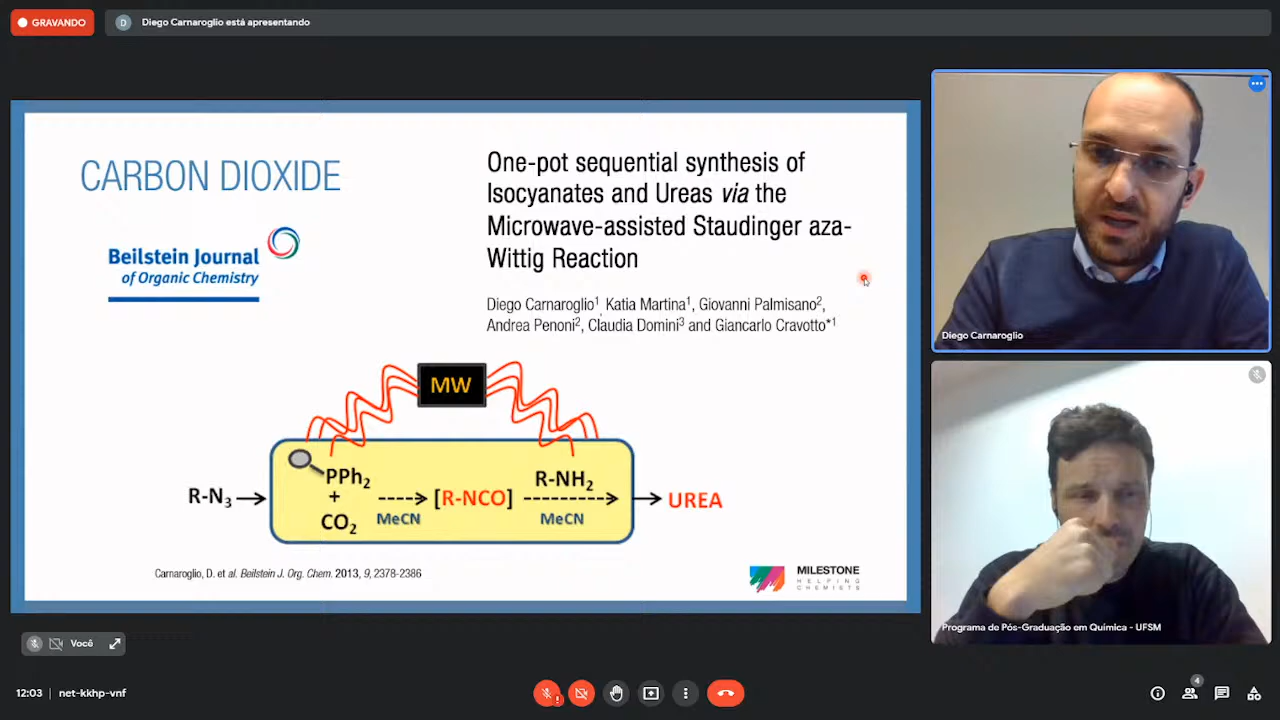 GRAVANDO
D
Diego Carnaroglio está apresentando
CARBON DIOXIDE
Beilstein Journal
of Organic Chemistry
One-pot sequential synthesis of
Isocyanates and Ureas via the
Microwave-assisted Staudinger aza-
Wittig Reaction
Diego Carnaroglio1, Katia Martina1, Giovanni Palmisano2,
Andrea Penoni2, Claudia Domini3 and Giancarlo Cravotto*1
MW
R-N3
PPh2
+
CO2
MeCN
[R-NCO]
R-NH2
MeCN
UREA
Carnaroglio, D. et al. Beilstein J. Org. Chem. 2013, 9, 2378-2386
MILESTONE
HELPING
CHEMISTS
Diego Carnaroglio
Programa de Pós-Graduação em Química - UFSM
Você
12:03 | net-kkhp-vnf
4